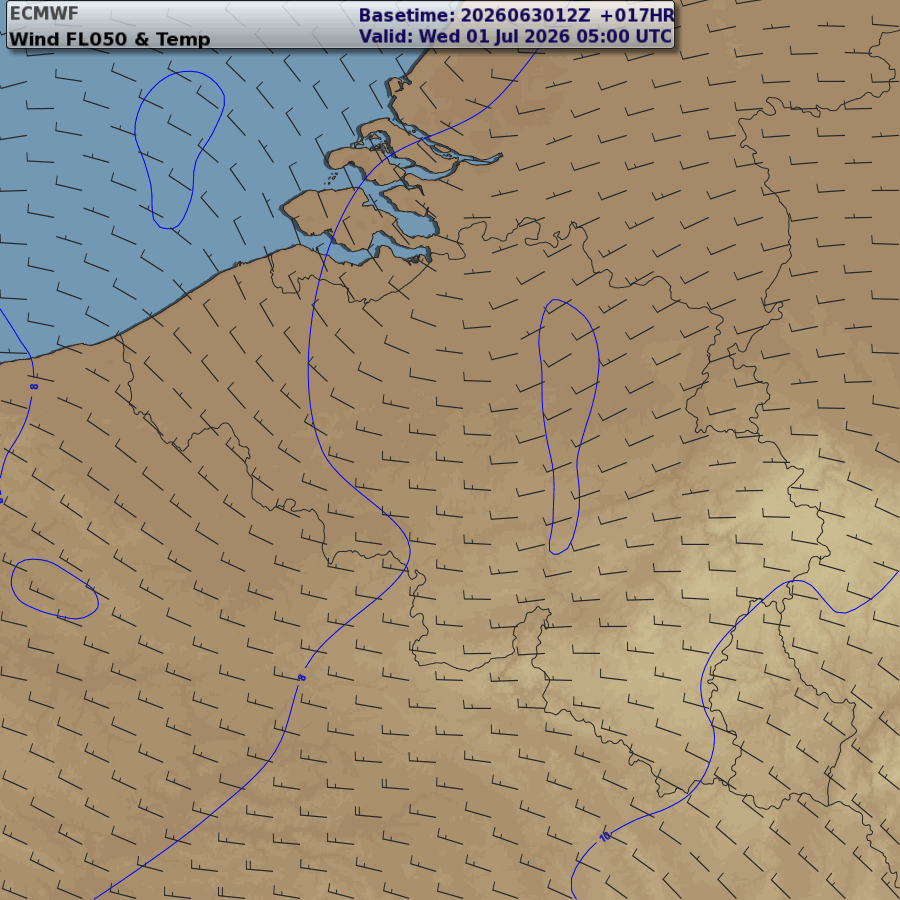 ECMWF
Basetime: 2026063012Z +017HR
Wind FL050 & Temp
Valid: Wed 01 Jul 2026 05:00 UTC
8
8
10